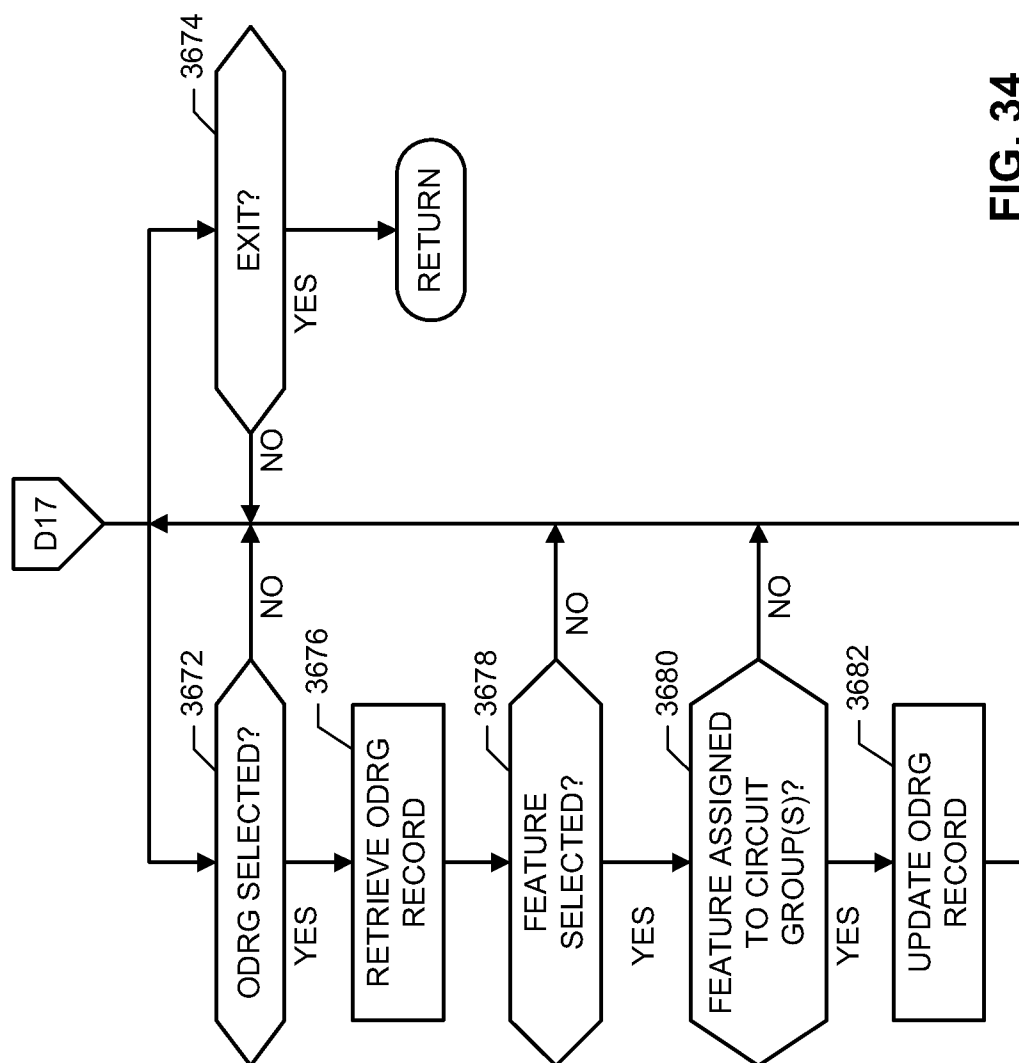 D17
3672
ODRG SELECTED?
NO
YES
3674
EXIT?
NO
YES
RETURN
3676
RETRIEVE ODRG
RECORD
3678
FEATURE
SELECTED?
NO
YES
3680
FEATURE ASSIGNED
TO CIRCUIT
GROUP(S)?
NO
YES
3682
UPDATE ODRG
RECORD
FIG. 34